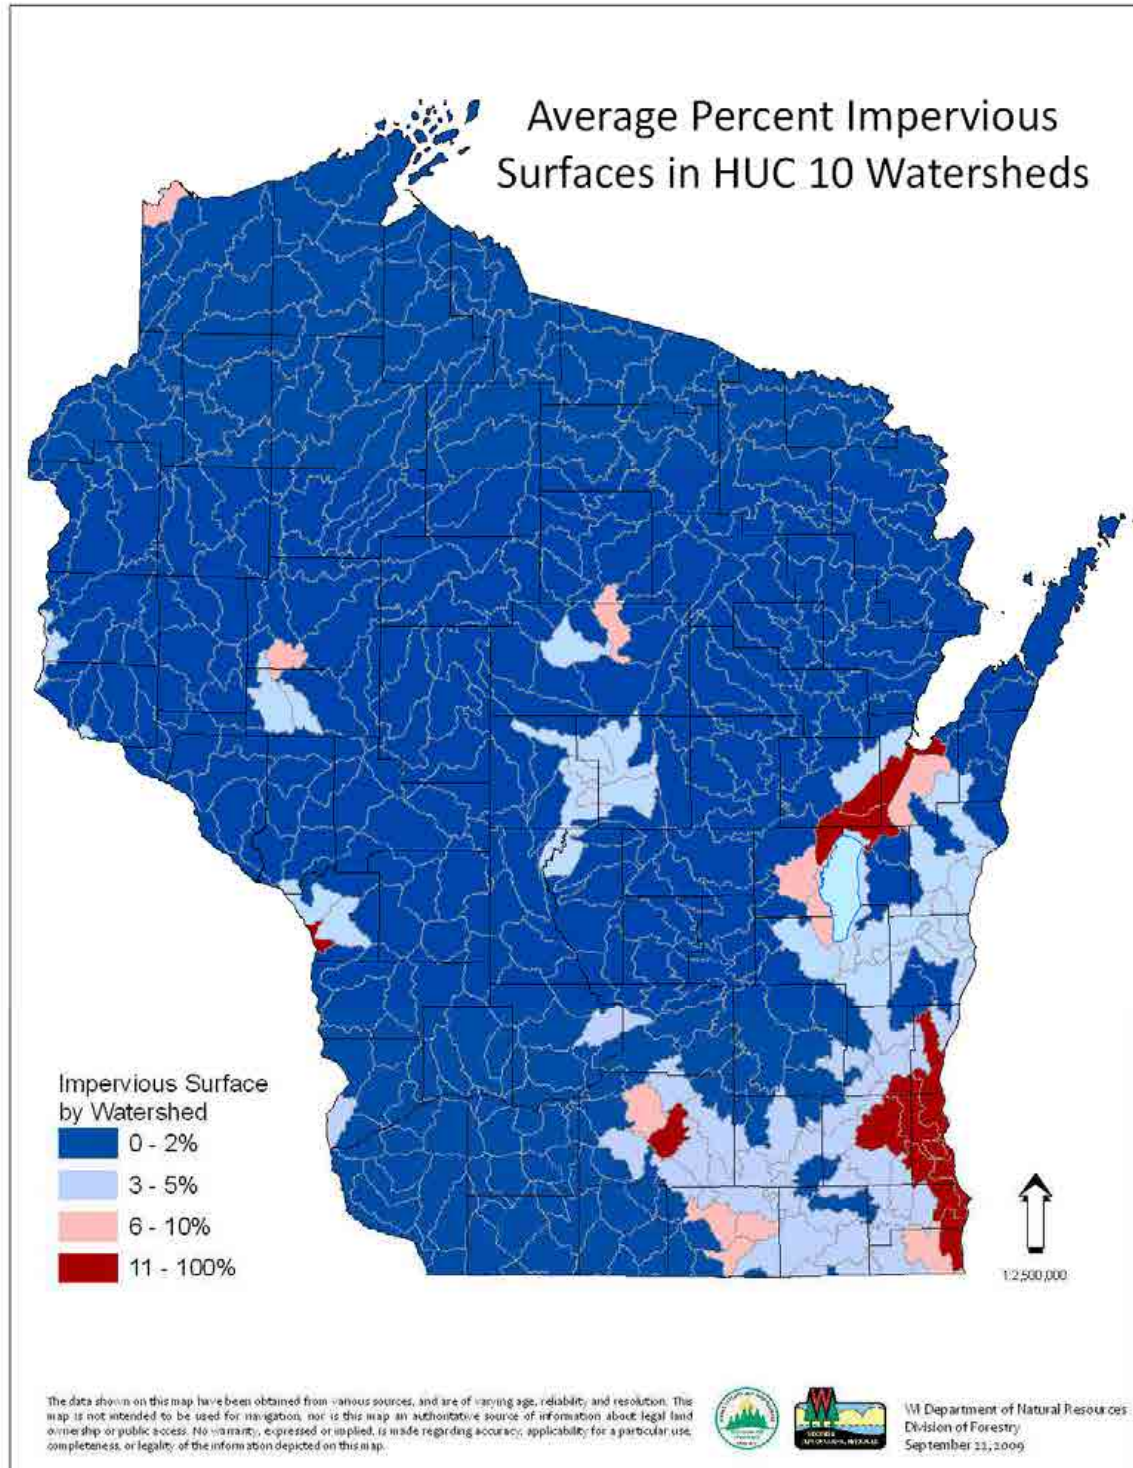 Average Percent Impervious
Surfaces in HUC 10 Watersheds
Impervious Surface
by Watershed
0 - 2%
3 - 5%
6 - 10%
11 - 100%
1:2,500,000
The data shown on this map have been obtained from various sources, and are of varying age, reliability and resolution. This
map is not intended to be used for navigation, nor is this map an authoritative source of information about legal land
ownership or public access. No warranty, expressed or implied, is made regarding accuracy, applicability for a particular use,
completeness, or legality of the information depicted on this map.
WI Department of Natural Resources
Division of Forestry
September 22, 2009